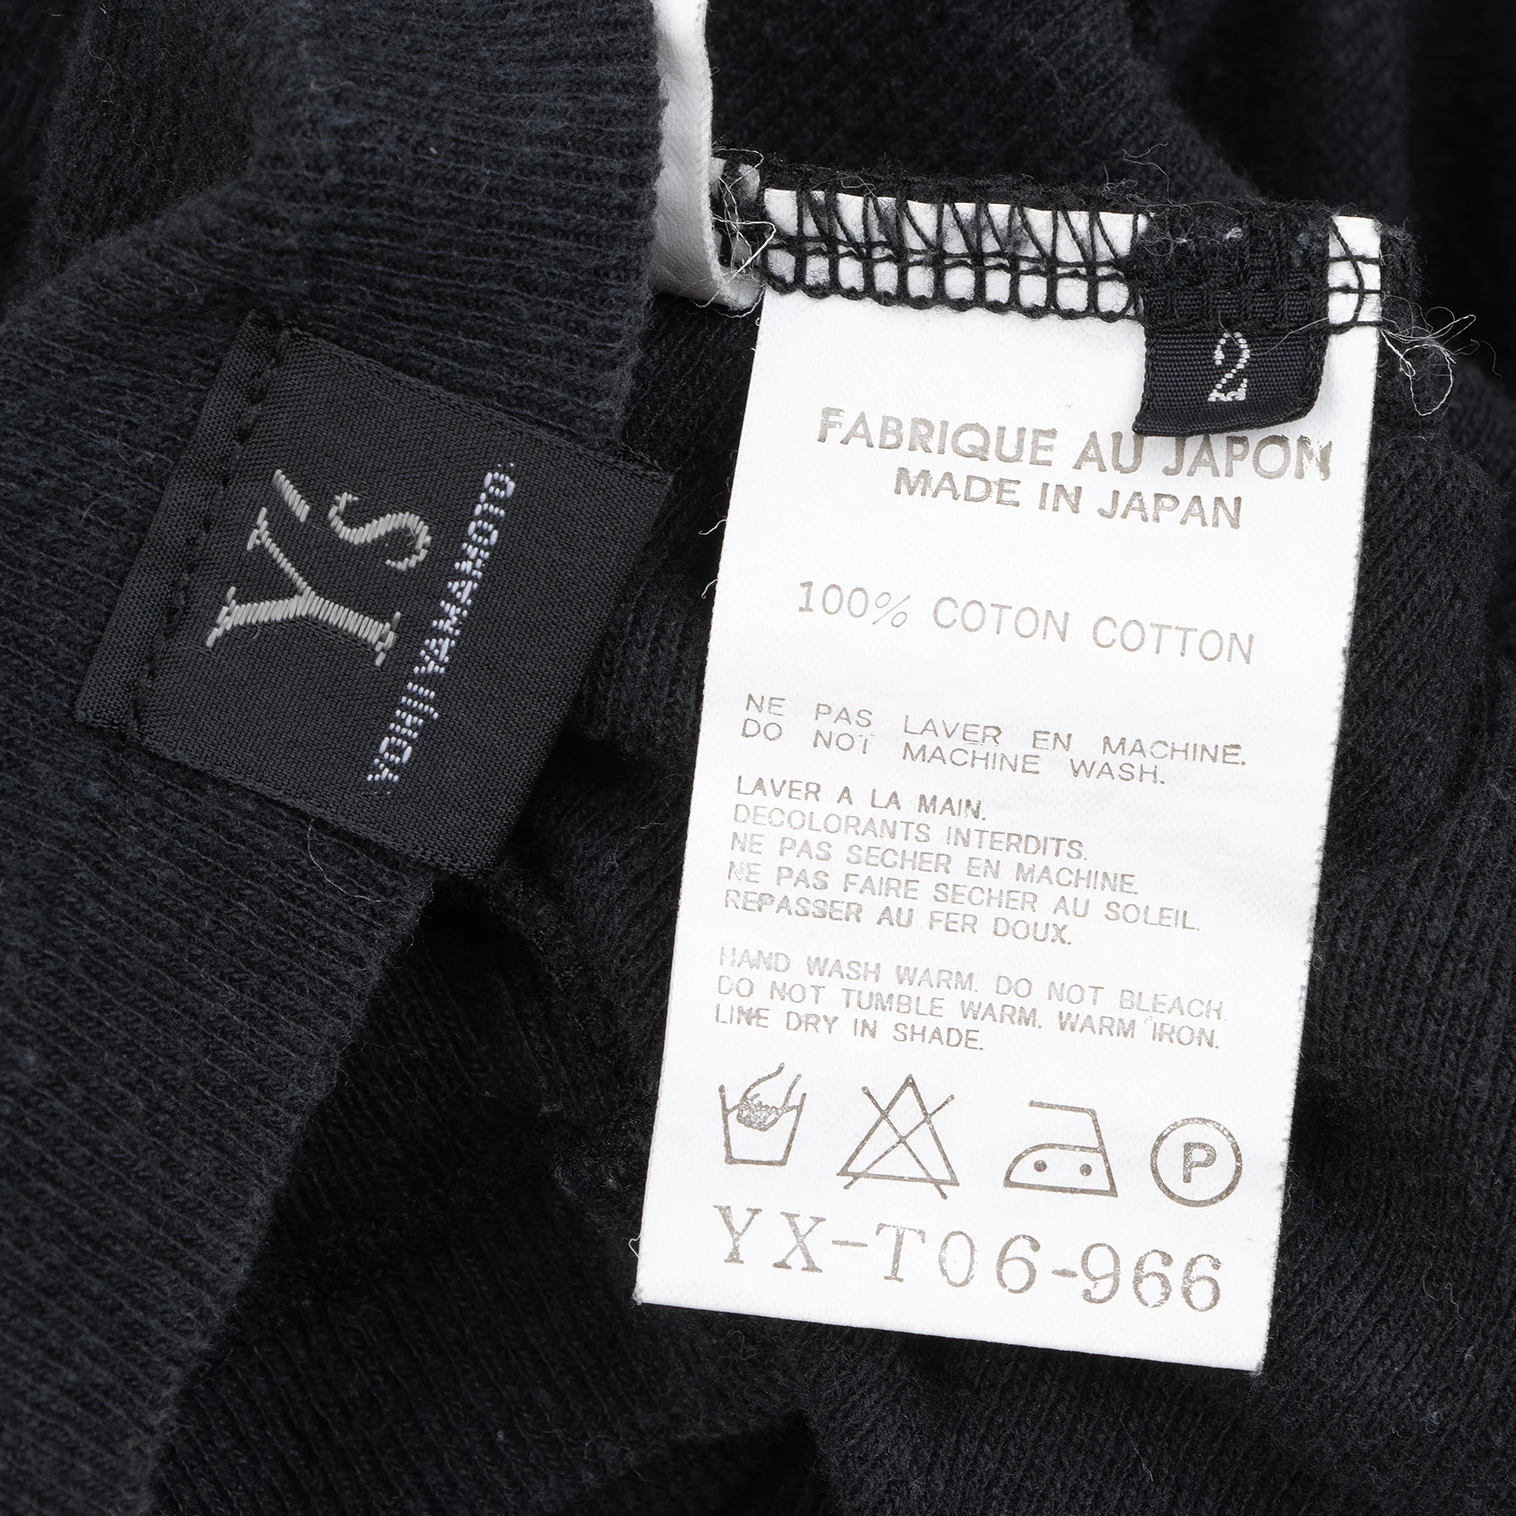 Y's
YOHJI YAMAMOTO
2
FABRIQUE AU JAPON
MADE IN JAPAN
100% COTON COTTON
NE PAS LAVER EN MACHINE.
DO NOT MACHINE WASH.
LAVER A LA MAIN.
DECOLORANTS INTERDITS.
NE PAS SECHER EN MACHINE.
NE PAS FAIRE SECHER AU SOLEIL.
REPASSER AU FER DOUX.
HAND WASH WARM. DO NOT BLEACH.
DO NOT TUMBLE WARM. WARM IRON.
LINE DRY IN SHADE.
P
YX-T06-966